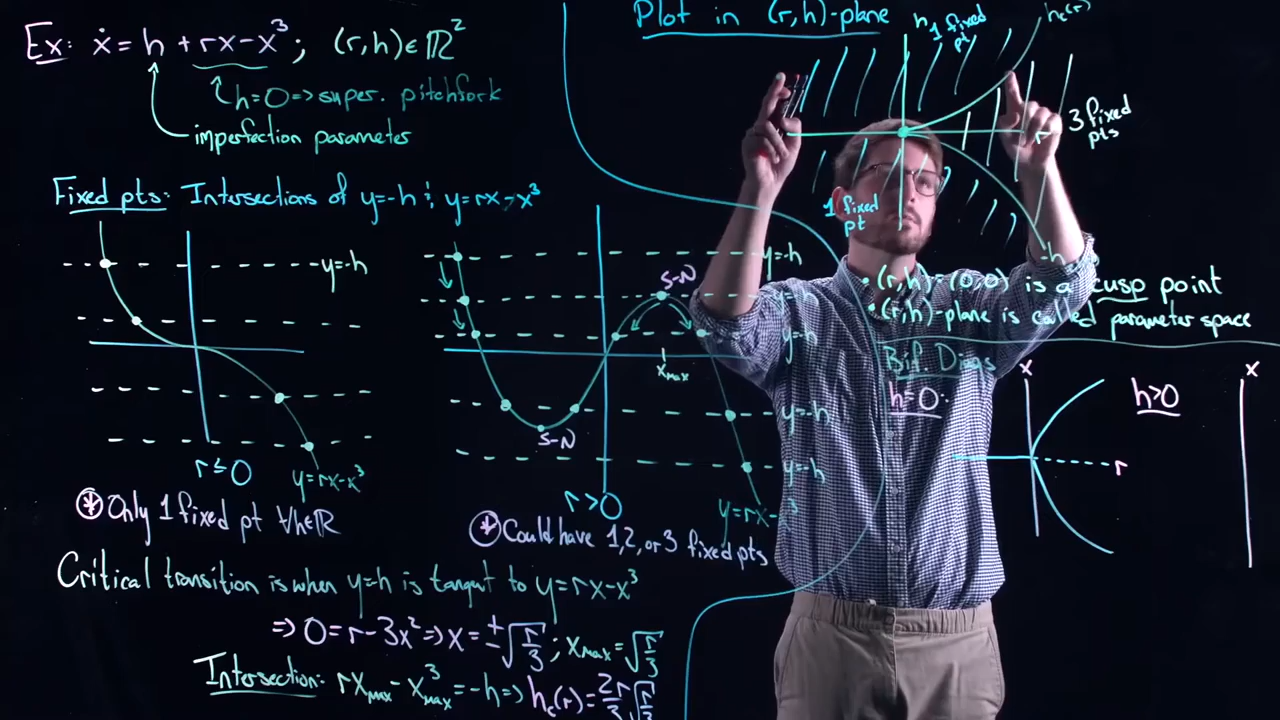 Ex: ẋ = h + rx - x³; (r,h)∈ℝ²
h=0 => super. pitchfork
imperfection parameter
Fixed pts: Intersections of y=-h & y=rx-x³
y=-h
r≤0
y=rx-x³
⊛ Only 1 fixed pt ∀h∈ℝ
y=-h
s-N
y=-h
y=-h
x_max
y=-h
s-N
y=-h
r>0
y=rx-x³
⊛ Could have 1, 2, or 3 fixed pts
Critical transition is when y=-h is tangent to y=rx-x³
=> 0 = r-3x² => x = ±√(r/3); x_max = √(r/3)
Intersection: rx_max - x³_max = -h => h_c(r) = 2r/3 √(r/3)
Plot in (r,h)-plane
h
1 fixed pt
h_c(r)
r
3 fixed pts
1 fixed pt
-h
• (r,h)=(0,0) is a cusp point
• (r,h)-plane is called parameter space
Bif. Diags
h=0:
x
r
h>0
x